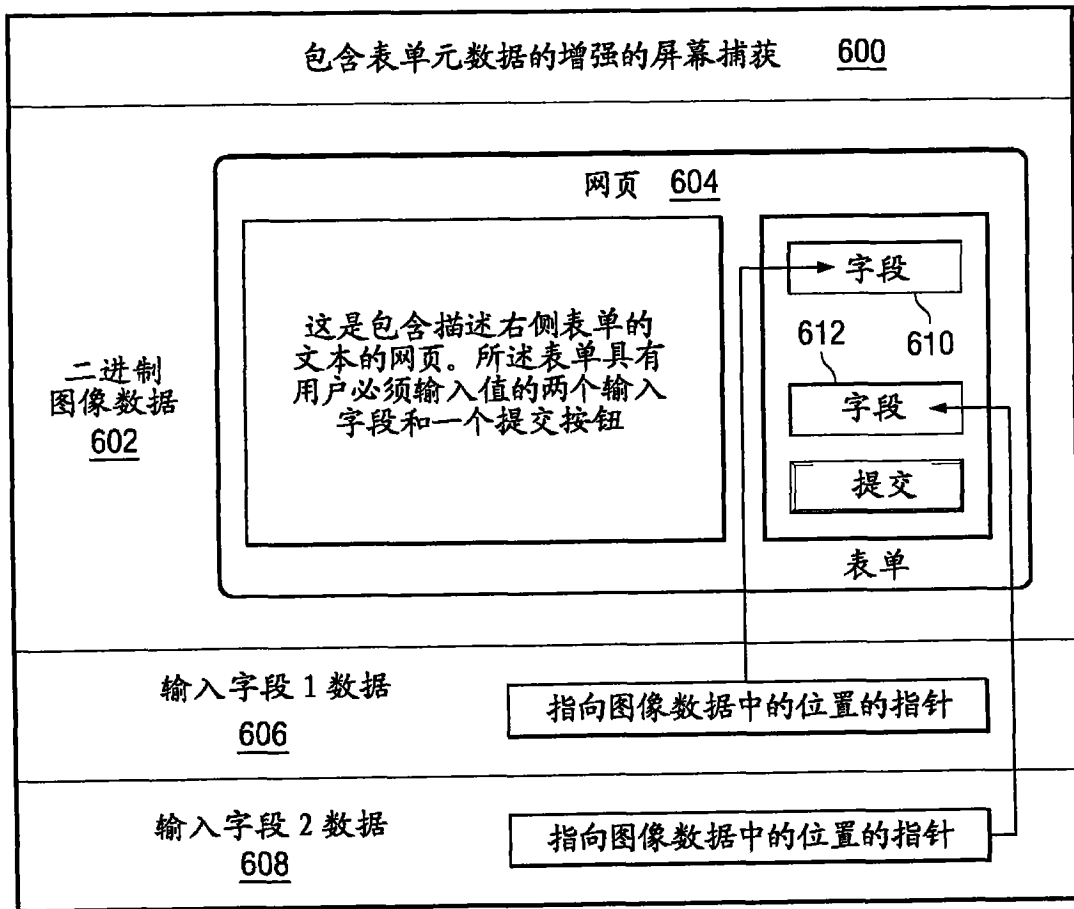 包含表单元数据的增强的屏幕捕获 600
网页 604
这是包含描述右侧表单的
文本的网页。所述表单具有
用户必须输入值的两个输入
字段和一个提交按钮
字段
610
612
字段
提交
表单
二进制
图像数据
602
输入字段1数据
606
指向图像数据中的位置的指针
输入字段2数据
608
指向图像数据中的位置的指针